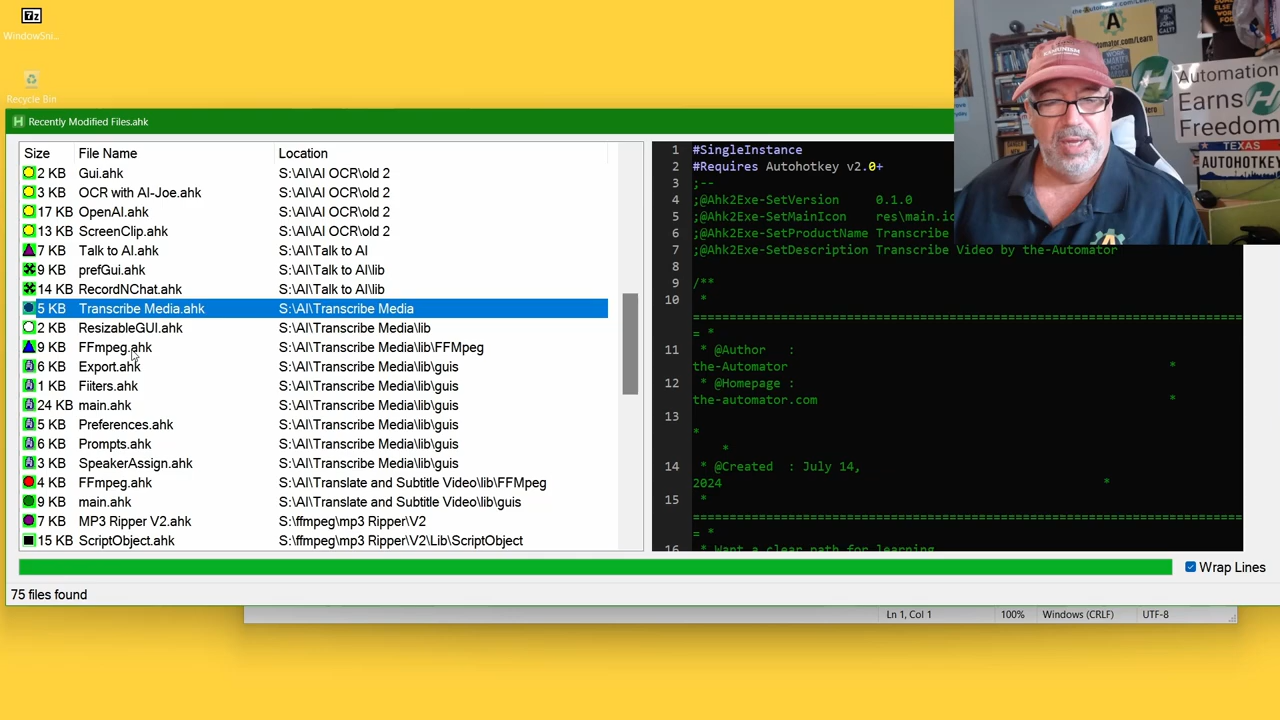 WindowSni...
Recycle Bin
Recently Modified Files.ahk
Size File Name Location
2 KB Gui.ahk S:\AI\AI OCR\old 2
3 KB OCR with AI-Joe.ahk S:\AI\AI OCR\old 2
17 KB OpenAI.ahk S:\AI\AI OCR\old 2
13 KB ScreenClip.ahk S:\AI\AI OCR\old 2
7 KB Talk to AI.ahk S:\AI\Talk to AI
9 KB prefGui.ahk S:\AI\Talk to AI\lib
14 KB RecordNChat.ahk S:\AI\Talk to AI\lib
5 KB Transcribe Media.ahk S:\AI\Transcribe Media
2 KB ResizableGUI.ahk S:\AI\Transcribe Media\lib
9 KB FFmpeg.ahk S:\AI\Transcribe Media\lib\FFMpeg
6 KB Export.ahk S:\AI\Transcribe Media\lib\guis
1 KB Fiiters.ahk S:\AI\Transcribe Media\lib\guis
24 KB main.ahk S:\AI\Transcribe Media\lib\guis
5 KB Preferences.ahk S:\AI\Transcribe Media\lib\guis
5 KB Prompts.ahk S:\AI\Transcribe Media\lib\guis
3 KB SpeakerAssign.ahk S:\AI\Transcribe Media\lib\guis
4 KB FFmpeg.ahk S:\AI\Translate and Subtitle Video\lib\FFMpeg
9 KB main.ahk S:\AI\Translate and Subtitle Video\lib\guis
7 KB MP3 Ripper V2.ahk S:\ffmpeg\mp3 Ripper\V2
15 KB ScriptObject.ahk S:\ffmpeg\mp3 Ripper\V2\Lib\ScriptObject
75 files found
1 #SingleInstance
2 #Requires Autohotkey v2.0+
3 ;--
4 ;@Ahk2Exe-SetVersion 0.1.0
5 ;@Ahk2Exe-SetMainIcon res\main.ic
6 ;@Ahk2Exe-SetProductName Transcribe
7 ;@Ahk2Exe-SetDescription Transcribe Video by the-Automator
8
9 /**
10 *
==================================================================
= *
11 * @Author :
the-Automator *
12 * @Homepage :
the-automator.com *
13
*
*
14 * @Created : July 14,
2024 *
15 *
==================================================================
= *
16 * Want a clear path for learning
Wrap Lines
Ln 1, Col 1 100% Windows (CRLF) UTF-8
Automation
Earns
Freedom
TEXAS
AUTOHOTKEY